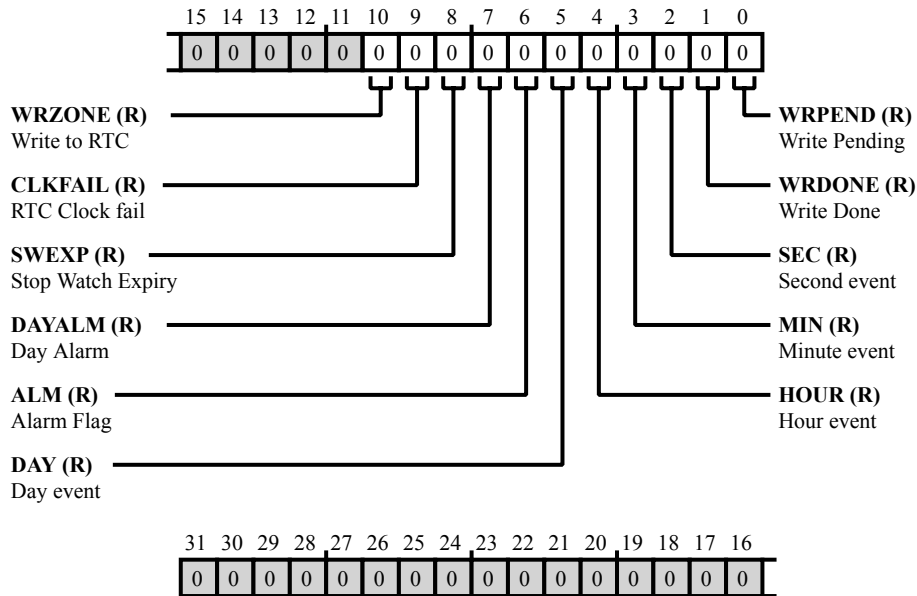 15 14 13 12 11 10 9 8 7 6 5 4 3 2 1 0
0 0 0 0 0 0 0 0 0 0 0 0 0 0 0 0
WRZONE (R)
Write to RTC
CLKFAIL (R)
RTC Clock fail
SWEXP (R)
Stop Watch Expiry
DAYALM (R)
Day Alarm
ALM (R)
Alarm Flag
DAY (R)
Day event
WRPEND (R)
Write Pending
WRDONE (R)
Write Done
SEC (R)
Second event
MIN (R)
Minute event
HOUR (R)
Hour event
31 30 29 28 27 26 25 24 23 22 21 20 19 18 17 16
0 0 0 0 0 0 0 0 0 0 0 0 0 0 0 0